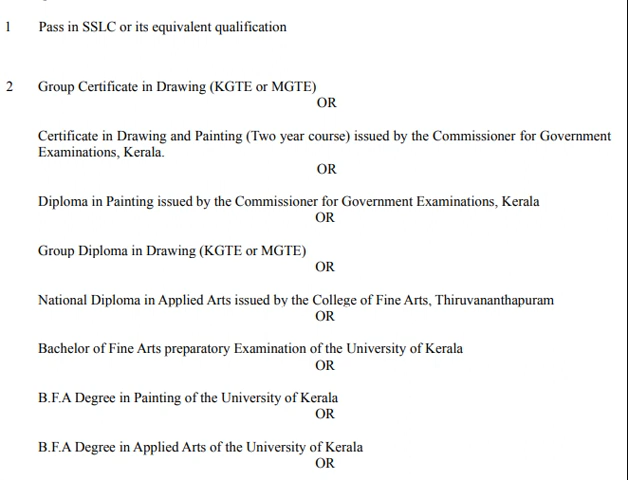 1 Pass in SSLC or its equivalent qualification
2 Group Certificate in Drawing (KGTE or MGTE)
OR
Certificate in Drawing and Painting (Two year course) issued by the Commissioner for Government
Examinations, Kerala.
OR
Diploma in Painting issued by the Commissioner for Government Examinations, Kerala
OR
Group Diploma in Drawing (KGTE or MGTE)
OR
National Diploma in Applied Arts issued by the College of Fine Arts, Thiruvananthapuram
OR
Bachelor of Fine Arts preparatory Examination of the University of Kerala
OR
B.F.A Degree in Painting of the University of Kerala
OR
B.F.A Degree in Applied Arts of the University of Kerala
OR